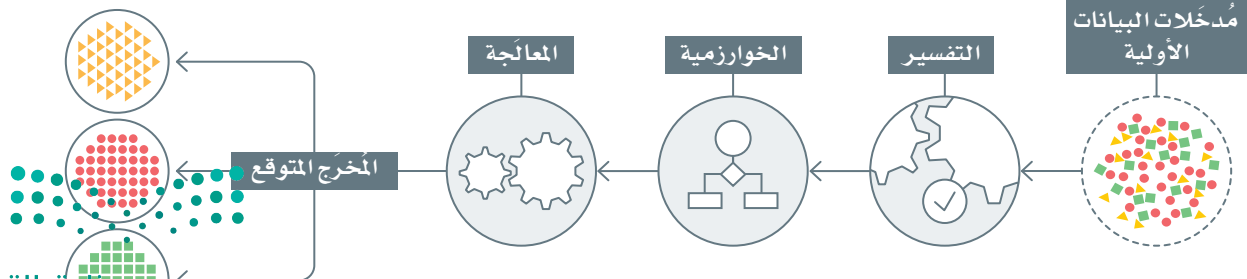 مُدخَلات البيانات
الأولية
التفسير
الخوارزمية
المعالَجة
المُخرَج المتوقع